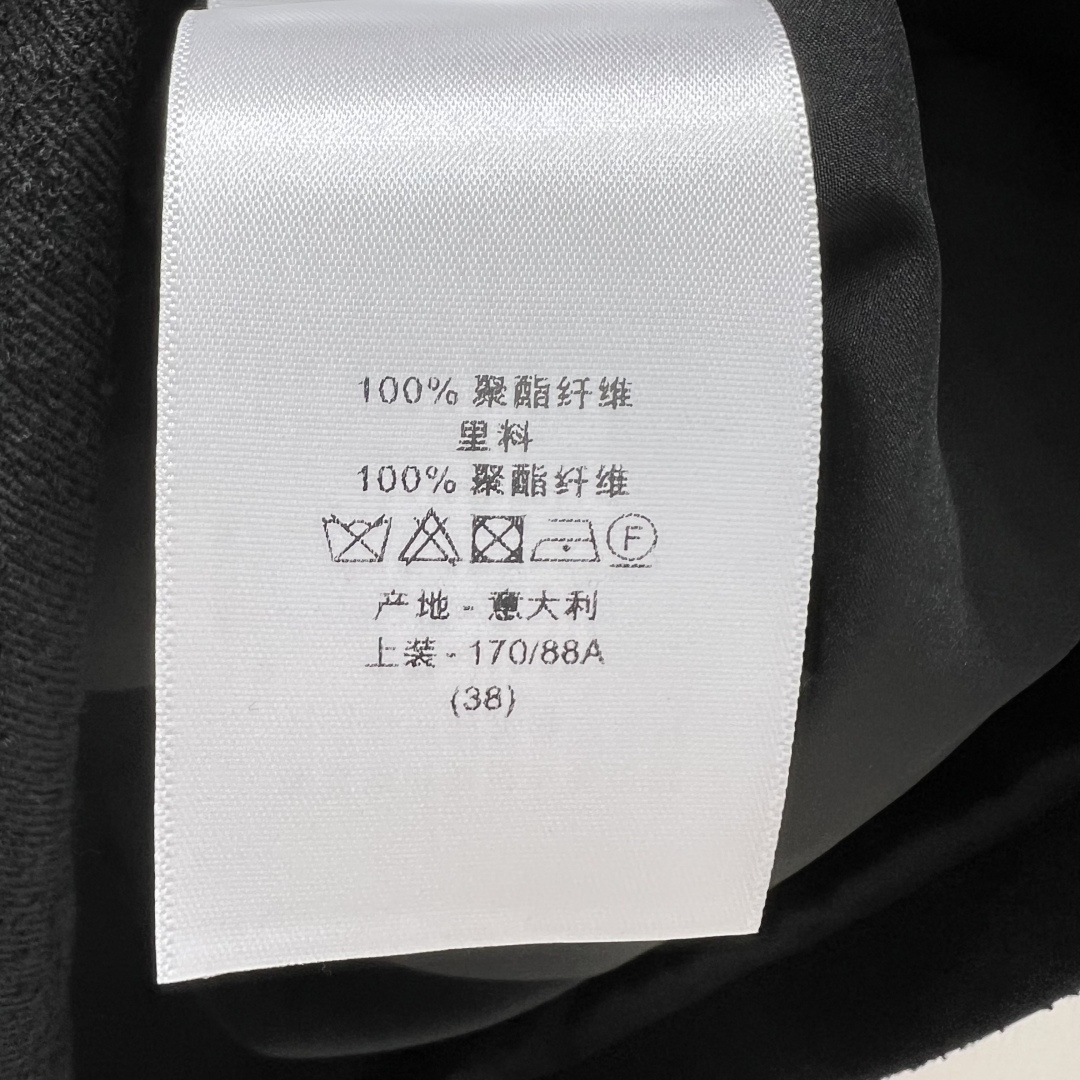 100% 聚酯纤维
里料
100% 聚酯纤维
F
产地 - 意大利
上装 - 170/88A
(38)